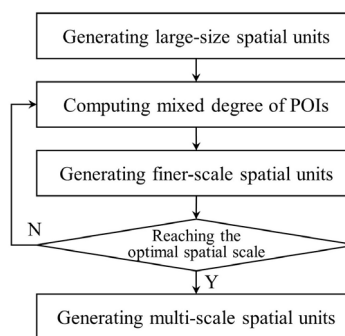 Generating large-size spatial units
Computing mixed degree of POIs
Generating finer-scale spatial units
N
Reaching the
optimal spatial scale
Y
Generating multi-scale spatial units